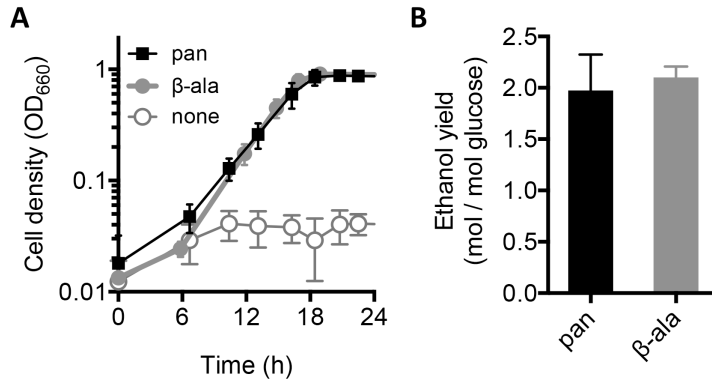 A
pan
β-ala
none
Cell density (OD660)
1
0.1
0.01
0 6 12 18 24
Time (h)
B
Ethanol yield
(mol / mol glucose)
2.5
2.0
1.5
1.0
0.5
0.0
pan β-ala